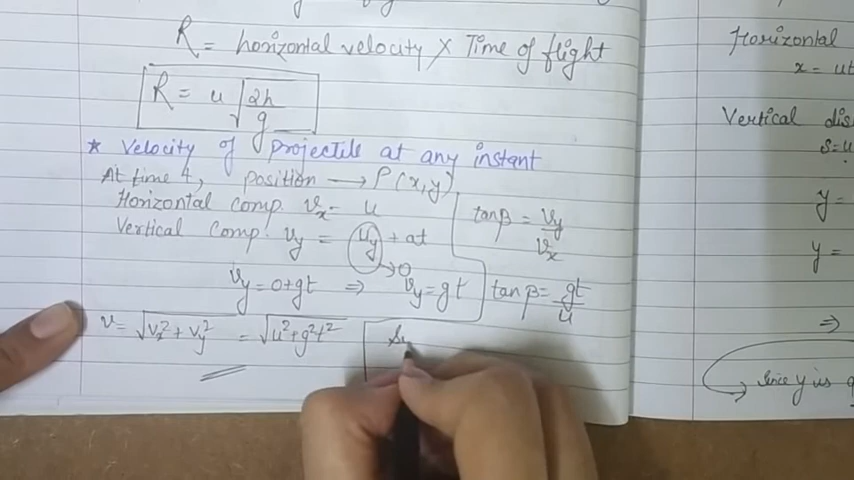 R = horizontal velocity × Time of flight
R = u √2h/g
* Velocity of projectile at any instant
At time t, position → P(x,y)
Horizontal comp. vx = u
Vertical comp. vy = uy + at
→0
vy = 0+gt ⇒ vy = gt
v = √vx²+vy² = √u²+g²t²
tanβ = vy/vx
tanβ = gt/u
Horizontal
x = ut
Vertical dis
s = u
y =
y =
⇒
Since y is